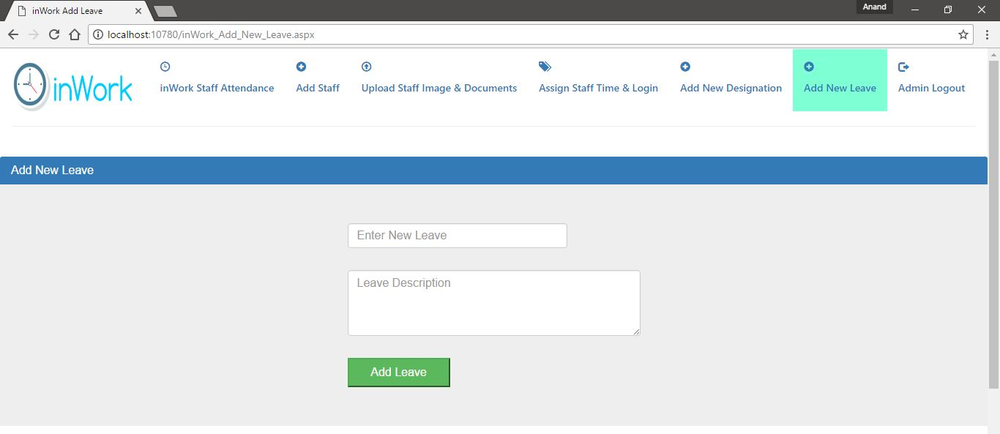 inWork Add Leave
Anand
localhost:10780/inWork_Add_New_Leave.aspx
inWork
inWork Staff Attendance
Add Staff
Upload Staff Image & Documents
Assign Staff Time & Login
Add New Designation
Add New Leave
Admin Logout
Add New Leave
Enter New Leave
Leave Description
Add Leave